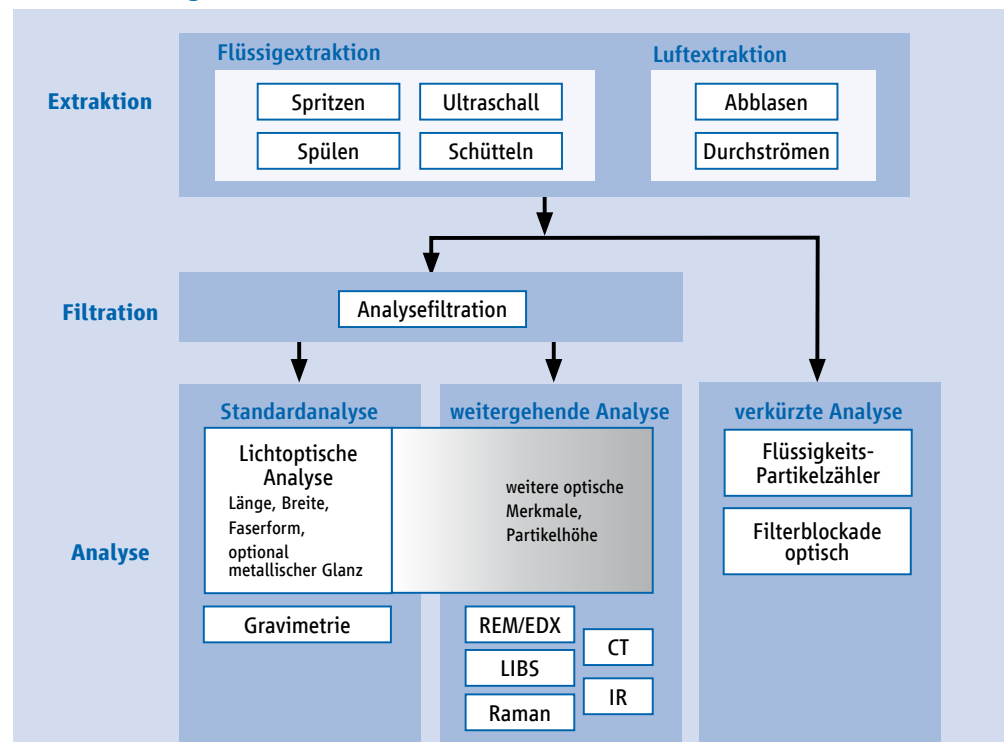 Flüssigextraktion
Luftextraktion
Extraktion
Spritzen
Ultraschall
Abblasen
Spülen
Schütteln
Durchströmen
Filtration
Analysefiltration
Standardanalyse
weitergehende Analyse
verkürzte Analyse
Analyse
Lichtoptische
Analyse
Länge, Breite,
Faserform,
optional
metallischer Glanz
weitere optische
Merkmale,
Partikelhöhe
Flüssigkeits-
Partikelzähler
Filterblockade
optisch
Gravimetrie
REM/EDX
CT
LIBS
IR
Raman